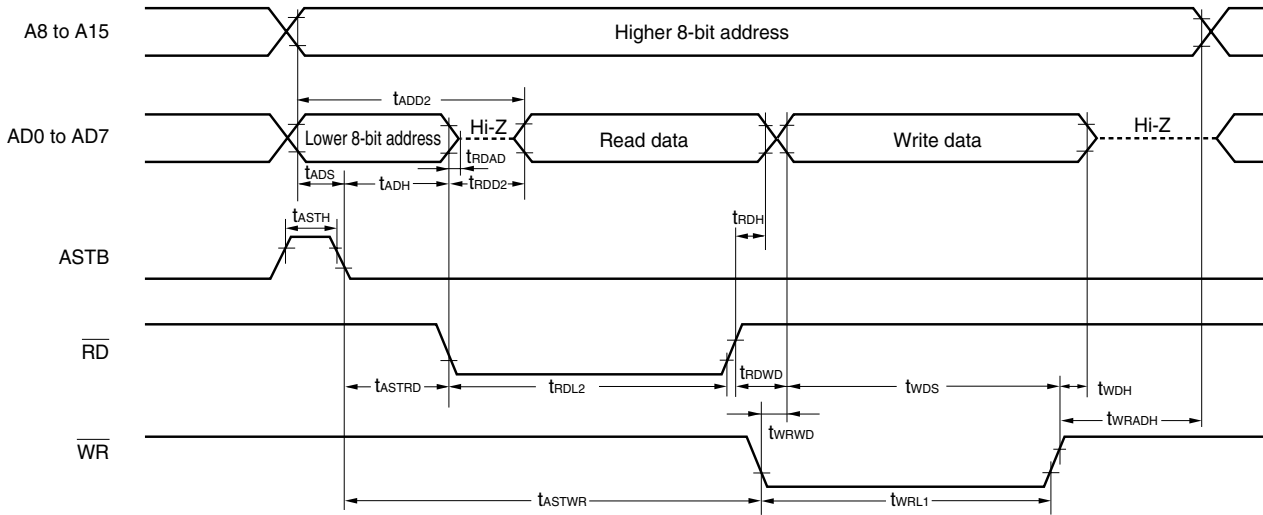 A8 to A15
Higher 8-bit address
tADD2
AD0 to AD7
Lower 8-bit address
Hi-Z
Read data
Write data
Hi-Z
tRDAD
tADS
tADH
tRDD2
tASTH
tRDH
ASTB
RD
tASTRD
tRDL2
tRDWD
tWDS
tWDH
tWRADH
tWRWD
WR
tASTWR
tWRL1